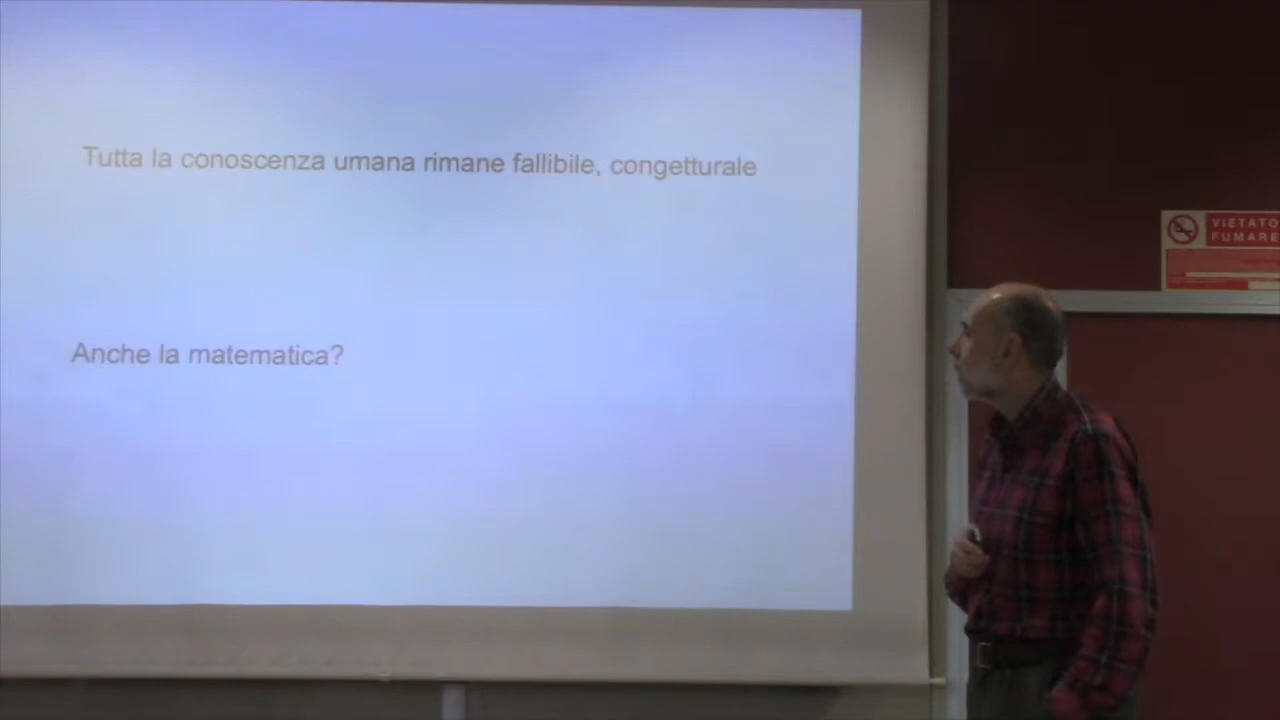 Tutta la conoscenza umana rimane fallibile, congetturale
Anche la matematica?
VIETATO
FUMARE